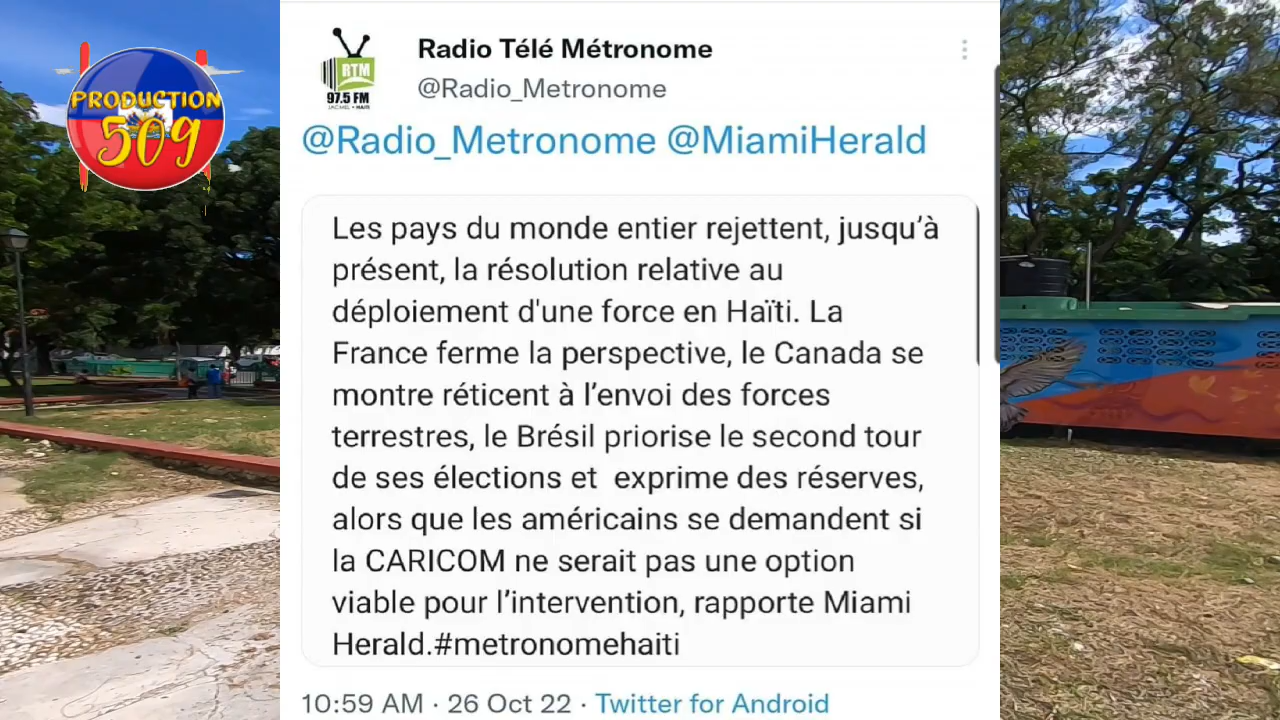 PRODUCTION
509
RTM
97.5 FM
JACMEL • HAITI
Radio Télé Métronome
@Radio_Metronome
@Radio_Metronome @MiamiHerald
Les pays du monde entier rejettent, jusqu’à
présent, la résolution relative au
déploiement d'une force en Haïti. La
France ferme la perspective, le Canada se
montre réticent à l’envoi des forces
terrestres, le Brésil priorise le second tour
de ses élections et  exprime des réserves,
alors que les américains se demandent si
la CARICOM ne serait pas une option
viable pour l’intervention, rapporte Miami
Herald.#metronomehaiti
10:59 AM · 26 Oct 22 · Twitter for Android